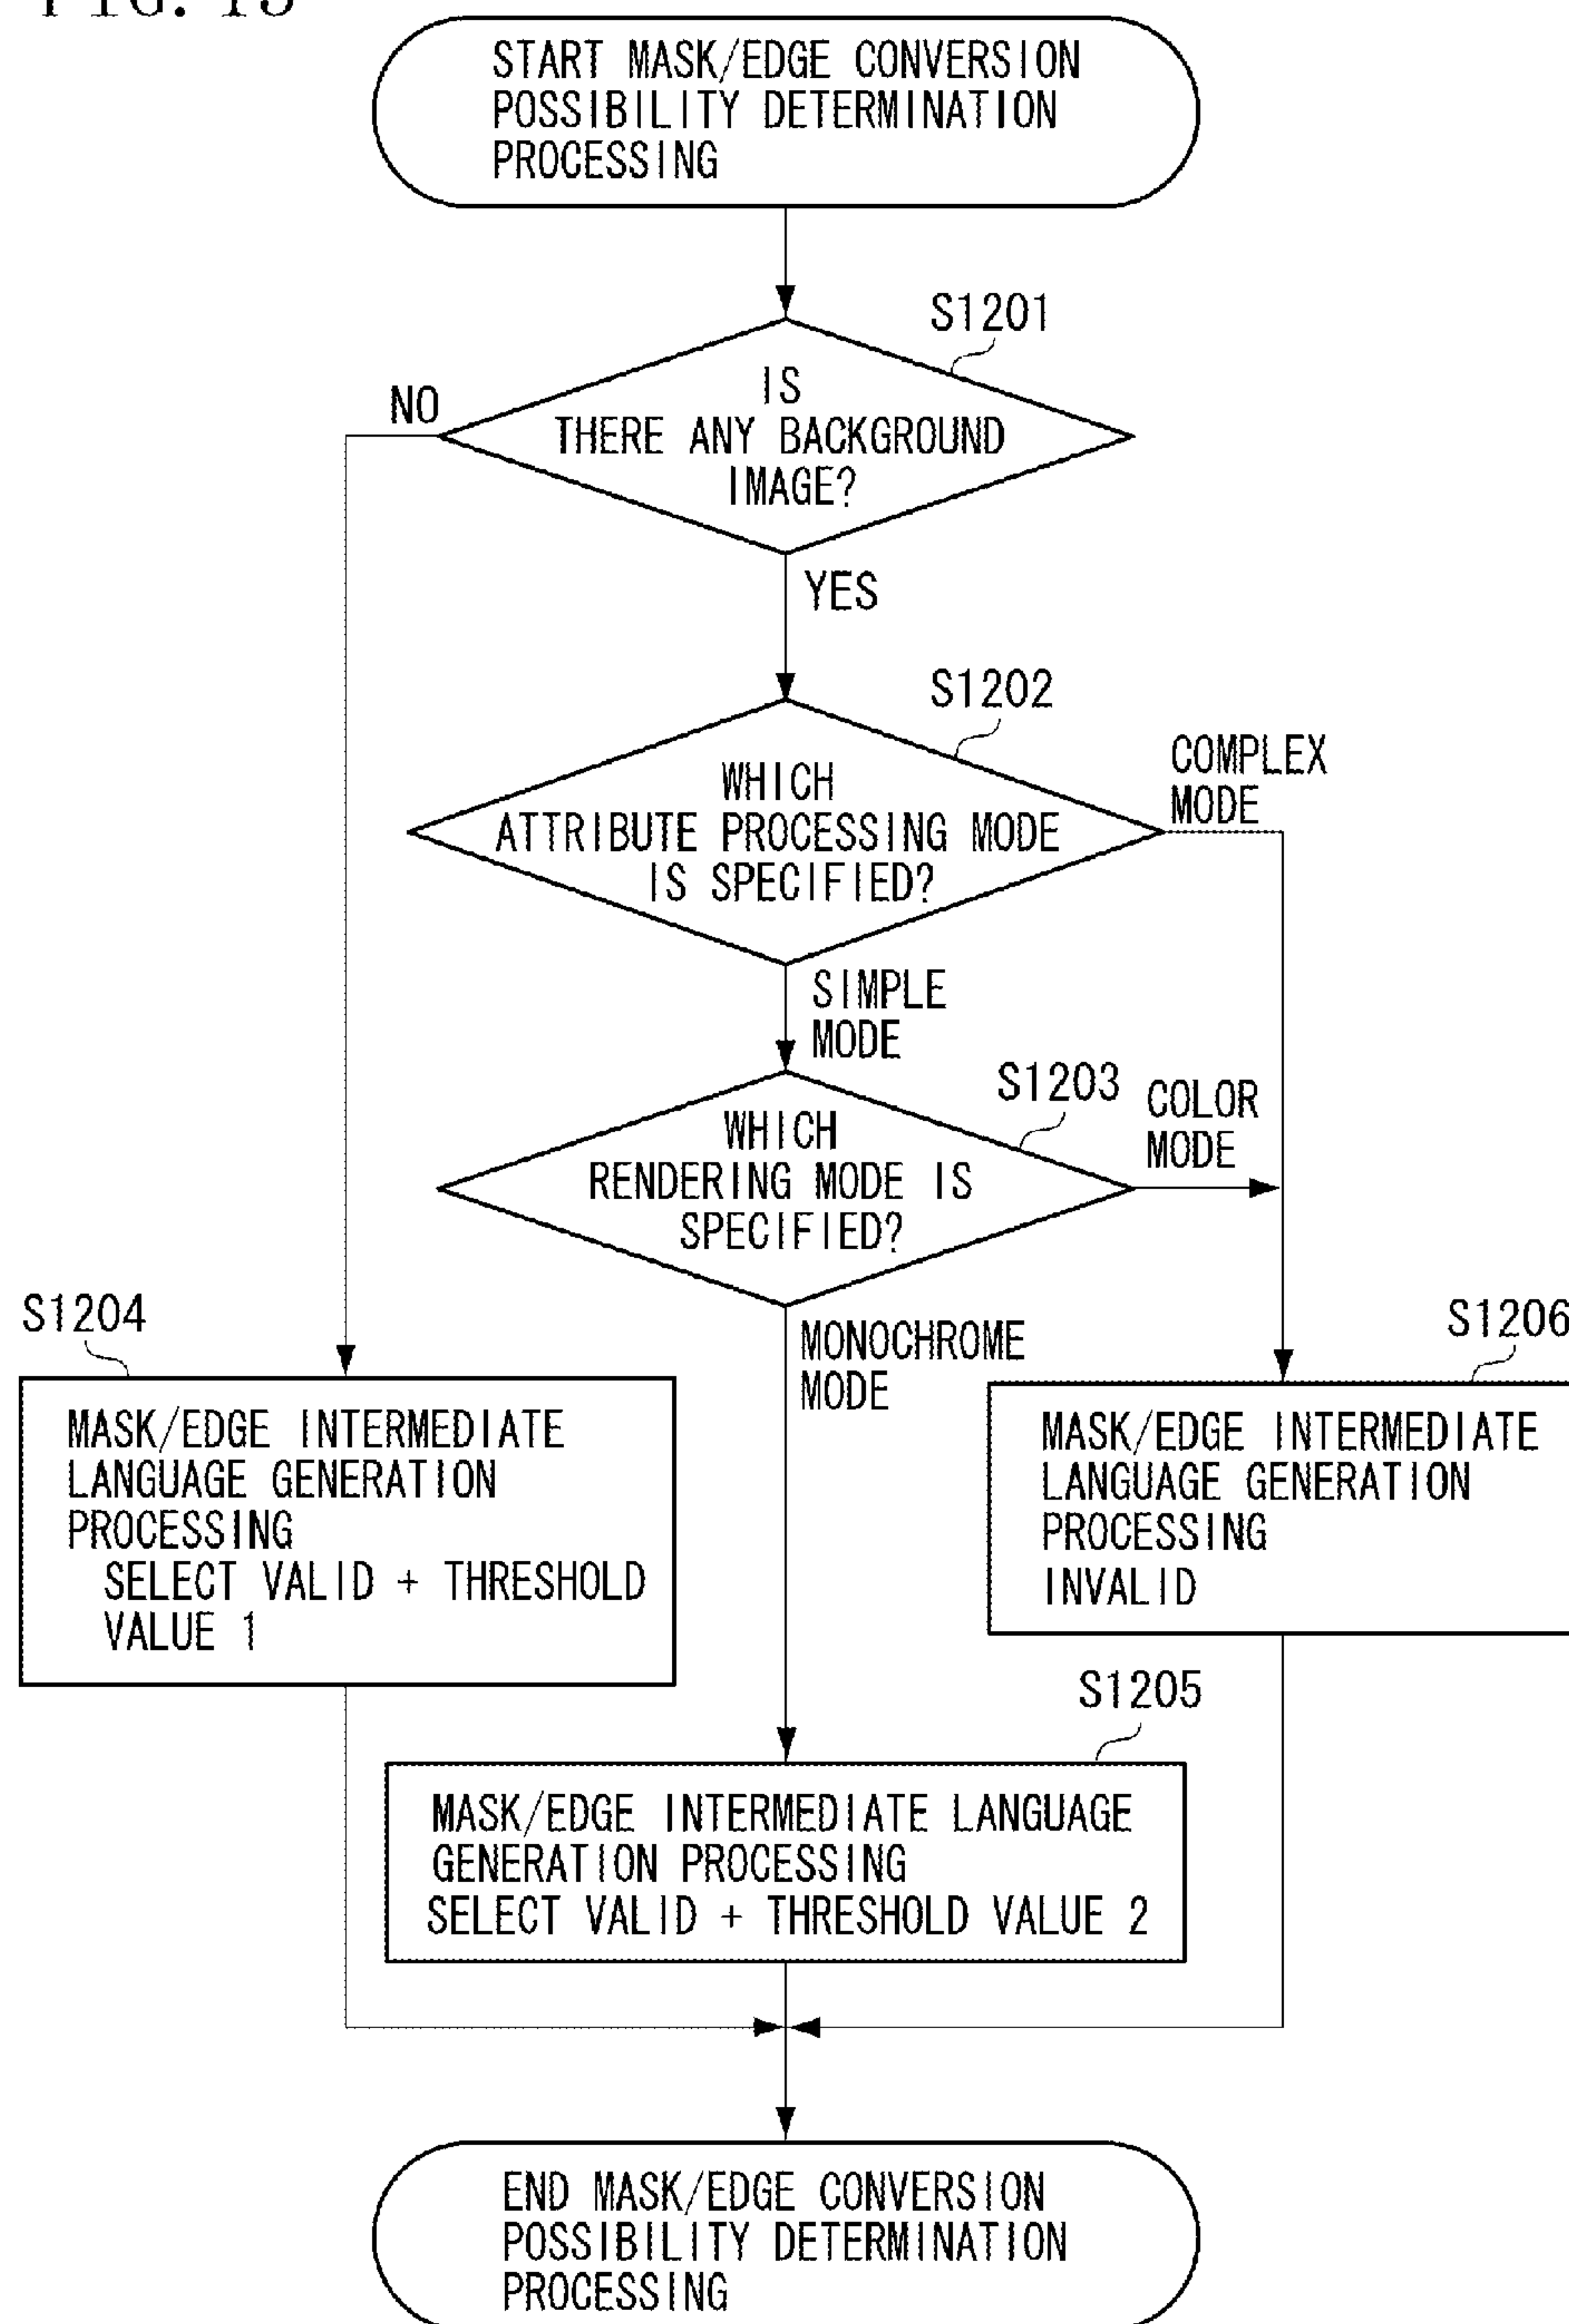 FIG. 13
START MASK/EDGE CONVERSION
POSSIBILITY DETERMINATION
PROCESSING
S1201
IS
THERE ANY BACKGROUND
IMAGE?
NO
YES
S1202
WHICH
ATTRIBUTE PROCESSING MODE
IS SPECIFIED?
COMPLEX
MODE
SIMPLE
MODE
S1203
WHICH
RENDERING MODE IS
SPECIFIED?
COLOR
MODE
MONOCHROME
MODE
S1204
MASK/EDGE INTERMEDIATE
LANGUAGE GENERATION
PROCESSING
SELECT VALID + THRESHOLD
VALUE 1
S1206
MASK/EDGE INTERMEDIATE
LANGUAGE GENERATION
PROCESSING
INVALID
S1205
MASK/EDGE INTERMEDIATE LANGUAGE
GENERATION PROCESSING
SELECT VALID + THRESHOLD VALUE 2
END MASK/EDGE CONVERSION
POSSIBILITY DETERMINATION
PROCESSING